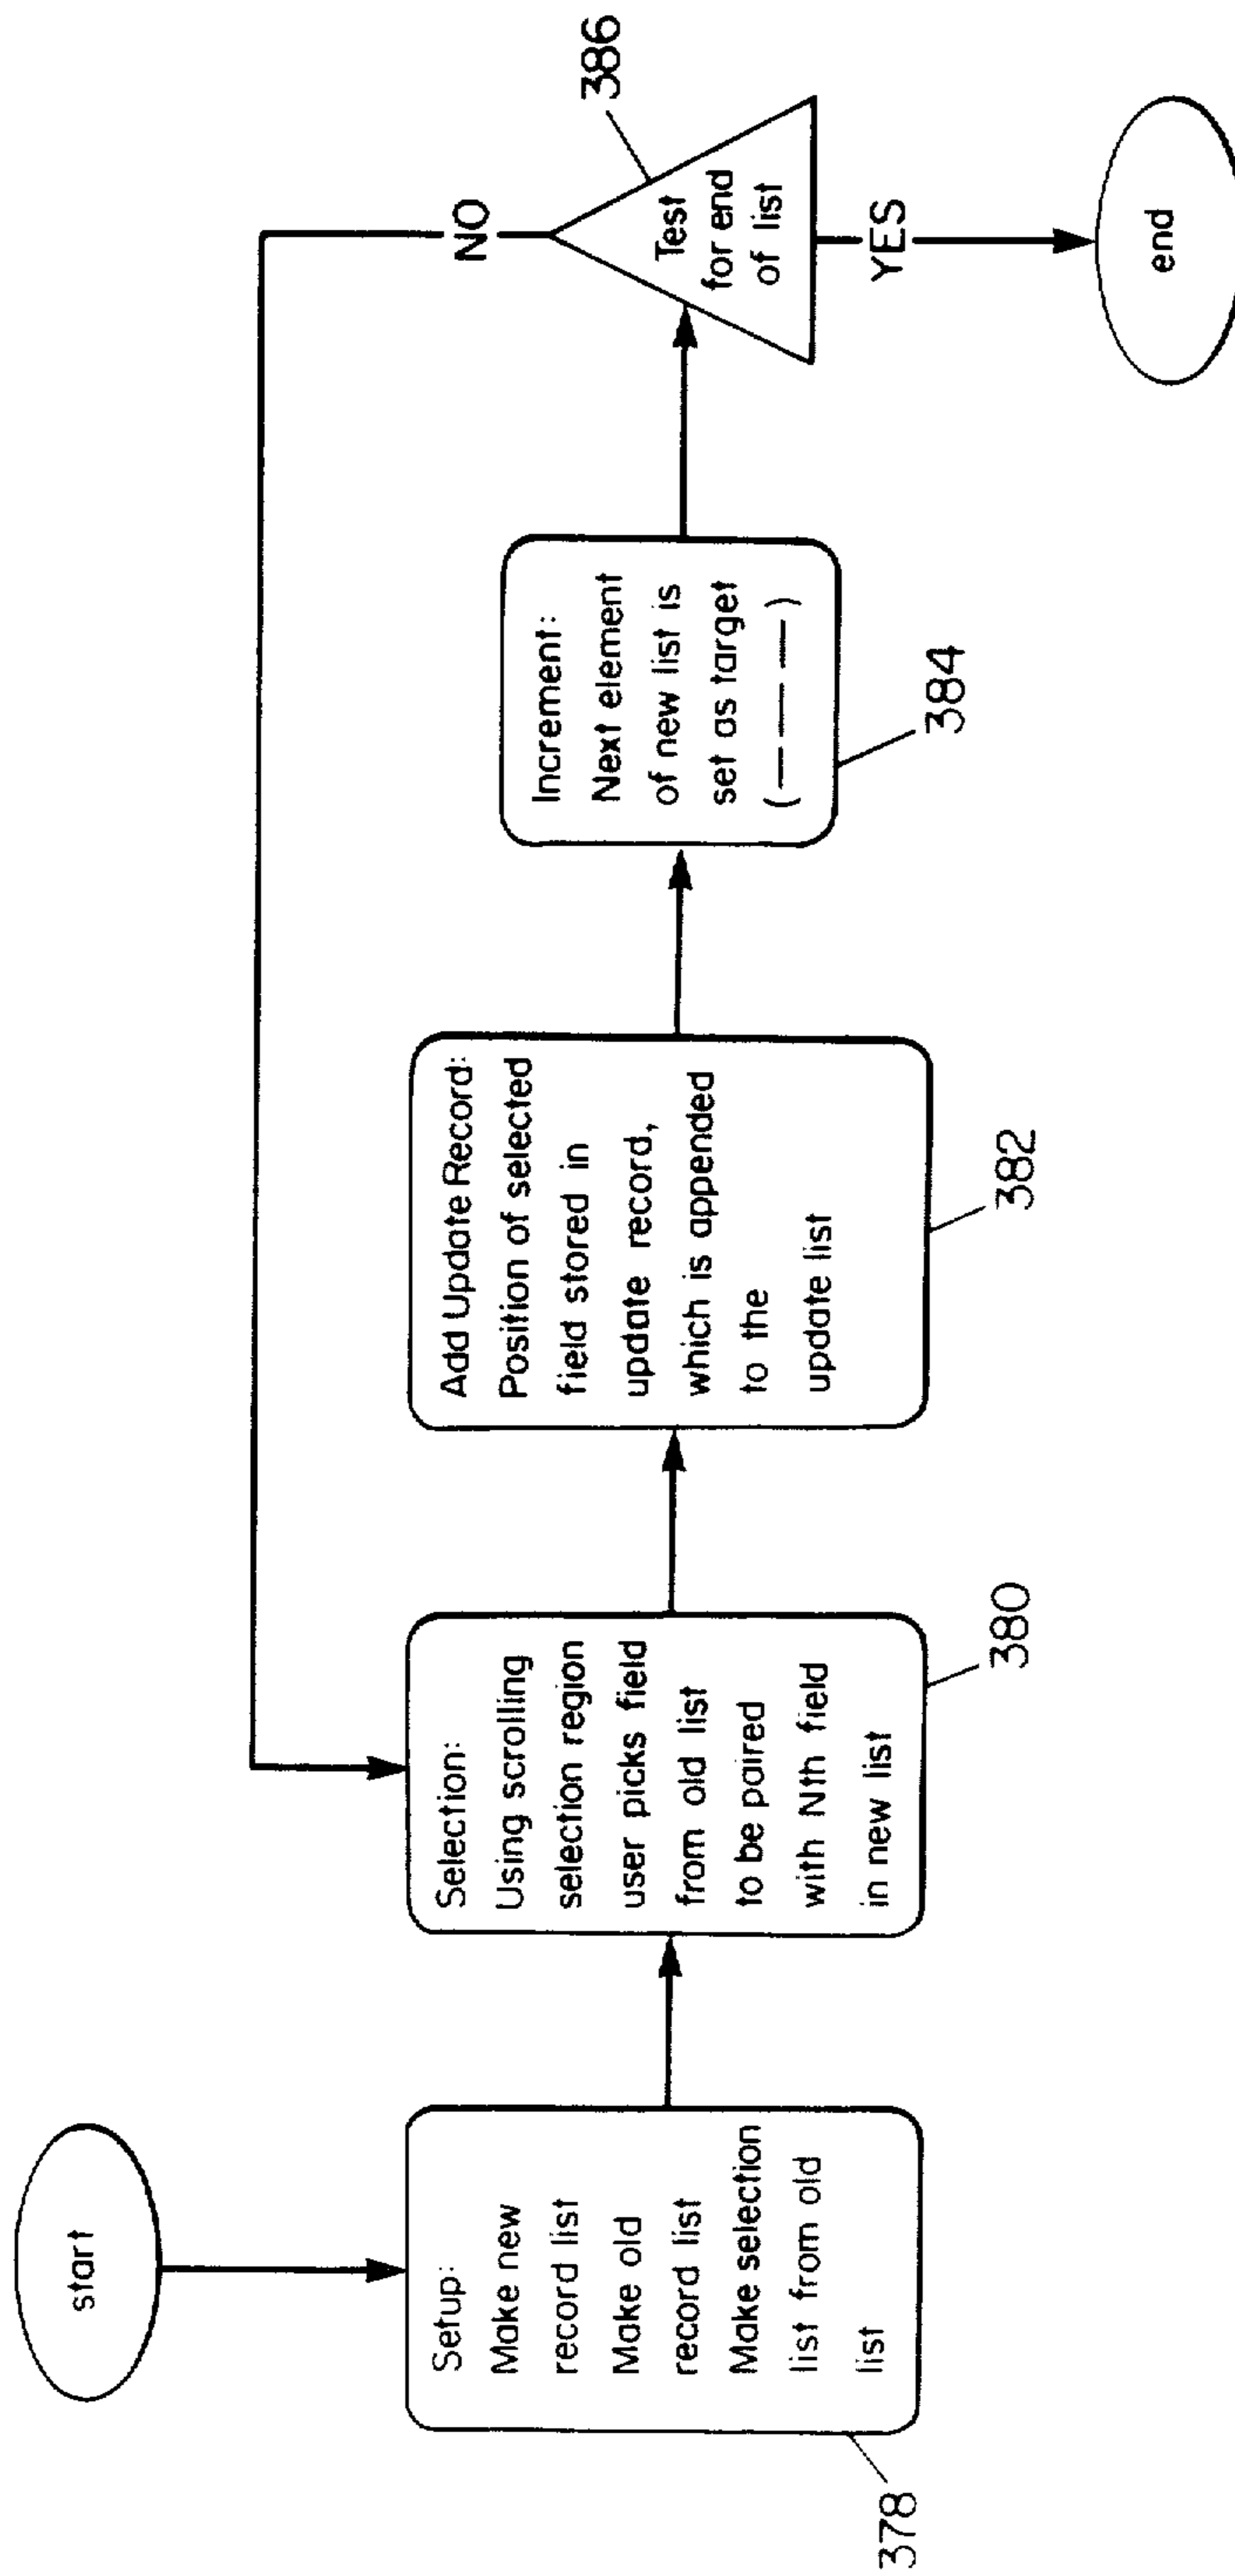 start
Setup:
Make new
record list
Make old
record list
Make selection
list from old
list
378
Selection:
Using scrolling
selection region
user picks field
from old list
to be paired
with Nth field
in new list
380
Add Update Record:
Position of selected
field stored in
update record,
which is appended
to the
update list
382
Increment:
Next element
of new list is
set as target
(— — —)
384
Test
for end
of list
386
NO
YES
end